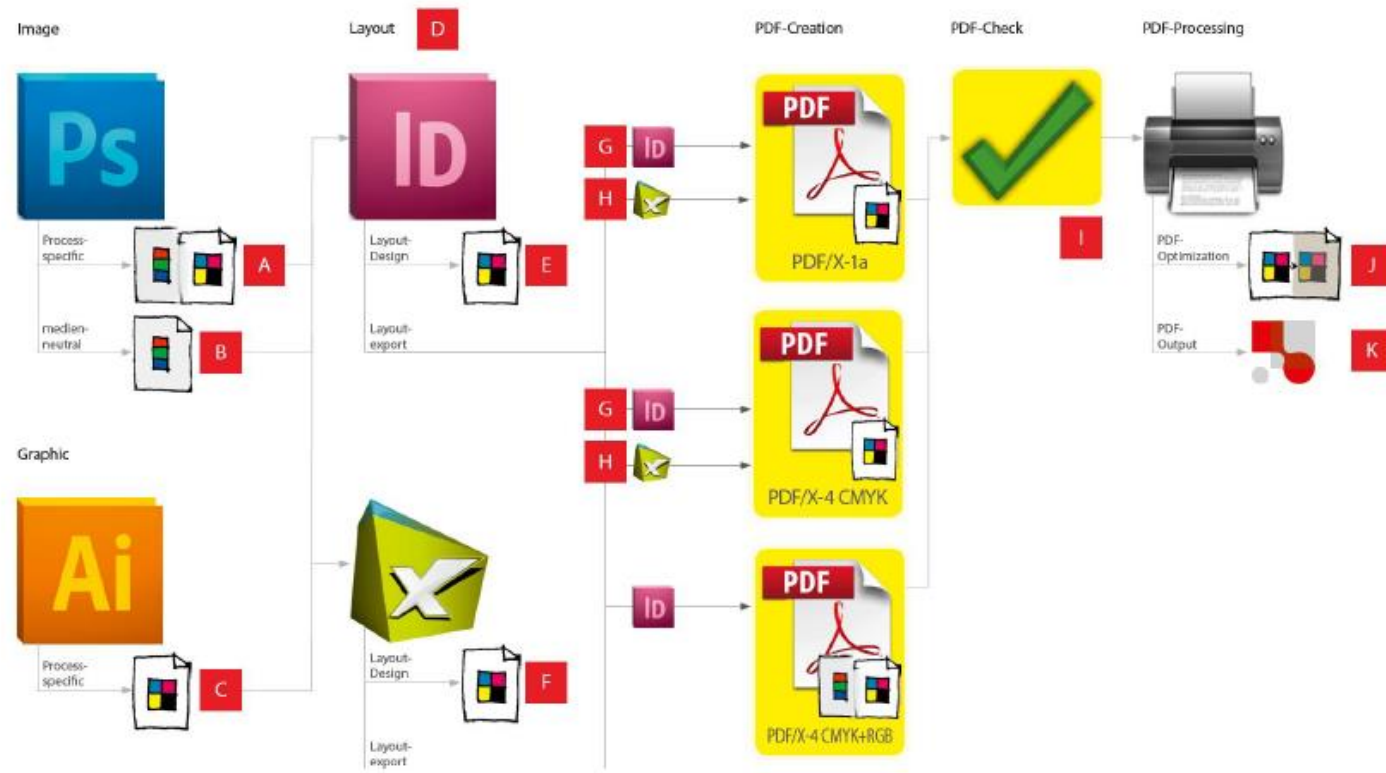 Image
Layout
D
PDF-Creation
PDF-Check
PDF-Processing
Ps
Process-
specific
A
medien-
neutral
B
Graphic
Ai
Process-
specific
C
ID
Layout-
Design
E
Layout-
export
X
Layout-
Design
F
Layout-
export
G ID
H X
PDF
PDF/X-1a
G ID
H X
PDF
PDF/X-4 CMYK
ID
PDF
PDF/X-4 CMYK+RGB
I
PDF-
Optimization
J
PDF-
Output
K